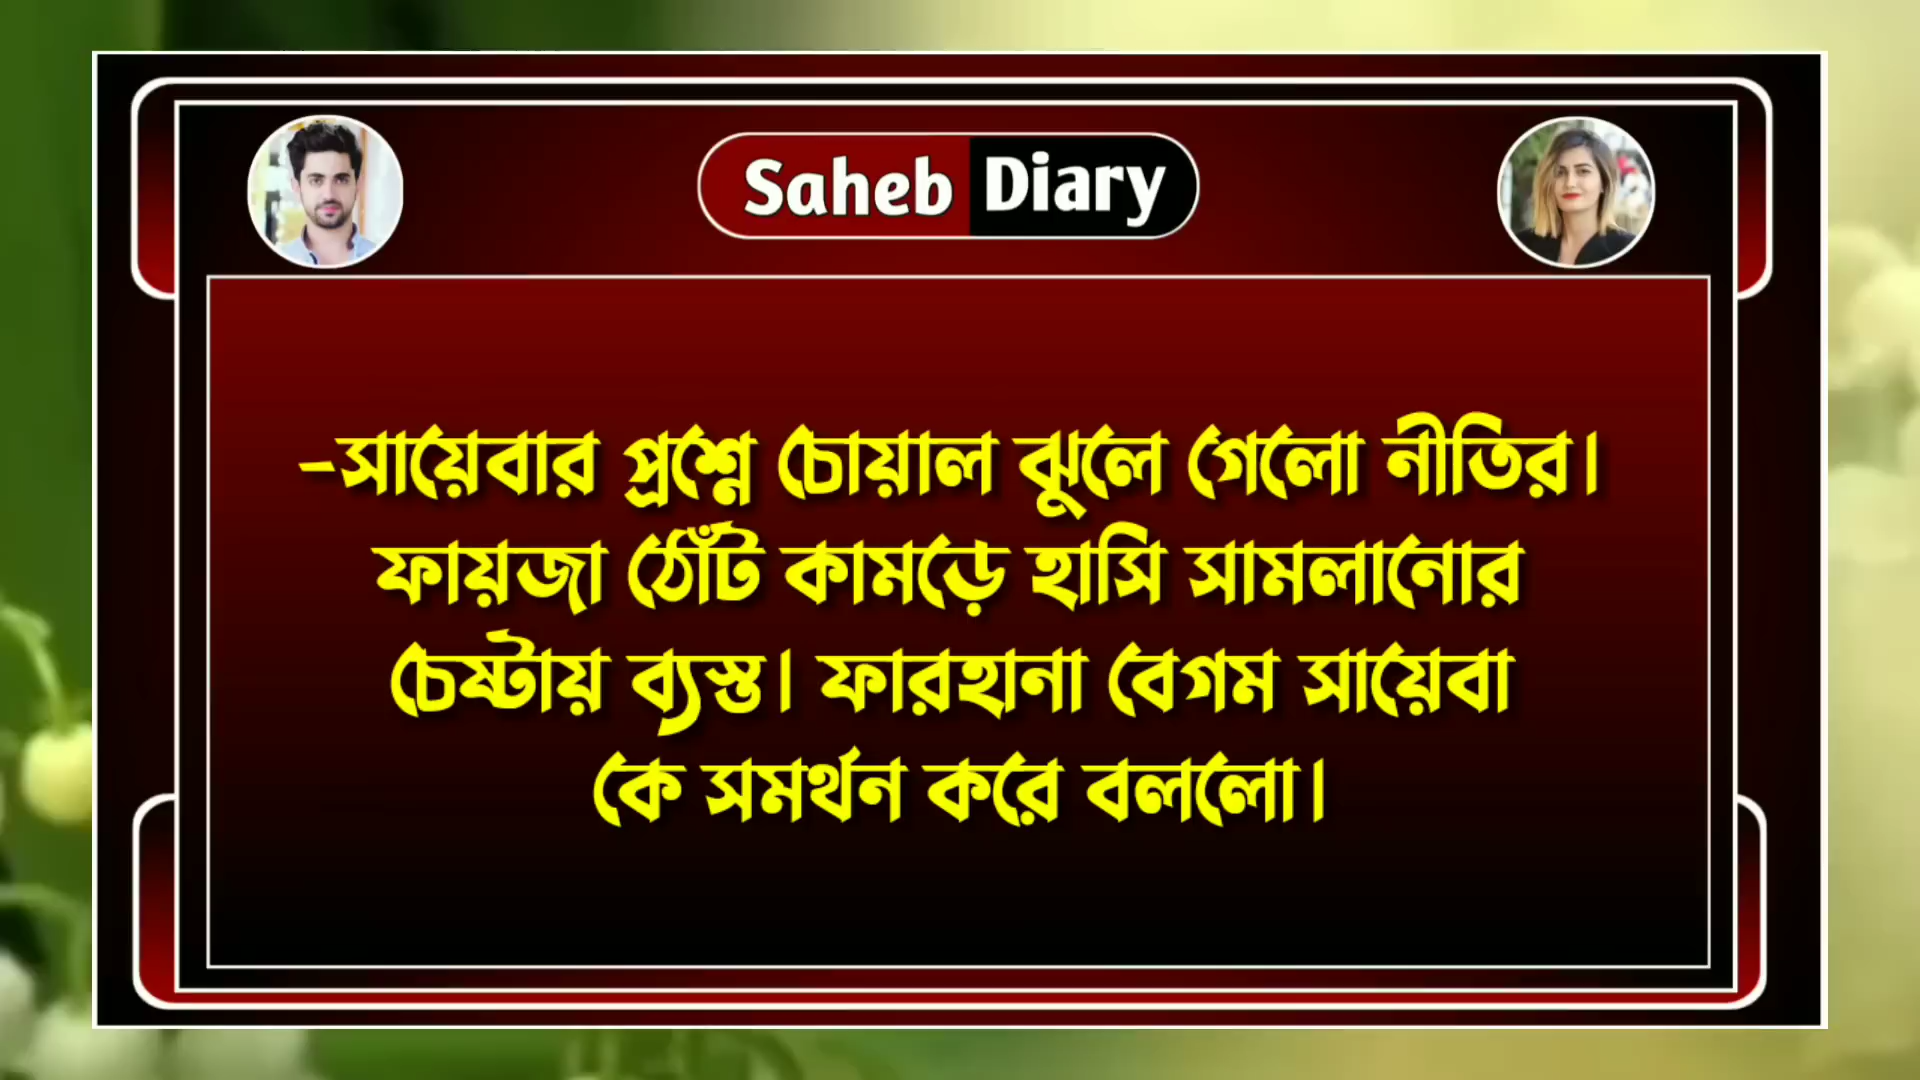 Saheb Diary
-সায়েবার প্রশ্নে চোয়াল ঝুলে গেলো নীতির।
ফায়জা ঠোঁট কামড়ে হাসি সামলানোর
চেষ্টায় ব্যস্ত। ফারহানা বেগম সায়েবা
কে সমর্থন করে বললো।